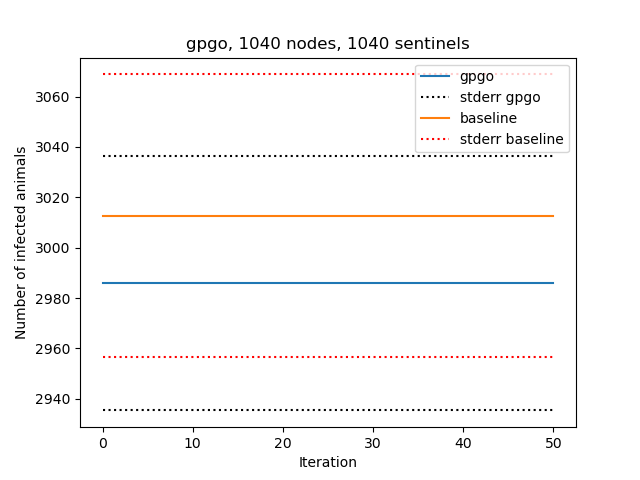 gpgo, 1040 nodes, 1040 sentinels
gpgo
stderr gpgo
baseline
stderr baseline
3060
3040
3020
3000
2980
2960
2940
Number of infected animals
0 10 20 30 40 50
Iteration